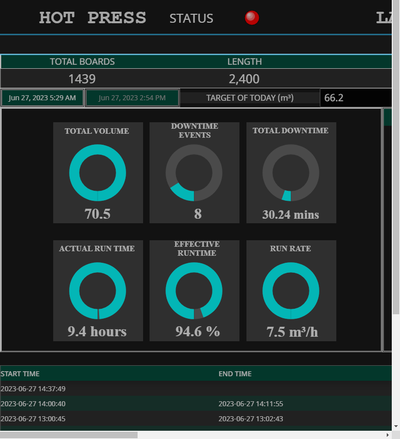 HOT PRESS STATUS
TOTAL BOARDS LENGTH
1439 2,400
Jun 27, 2023 5:29 AM Jun 27, 2023 2:54 PM TARGET OF TODAY (m³) 66.2
TOTAL VOLUME DOWNTIME EVENTS TOTAL DOWNTIME
70.5 8 30.24 mins
ACTUAL RUN TIME EFFECTIVE RUNTIME RUN RATE
9.4 hours 94.6 % 7.5 m³/h
START TIME END TIME
2023-06-27 14:37:49
2023-06-27 14:00:40 2023-06-27 14:11:55
2023-06-27 13:00:45 2023-06-27 13:02:43